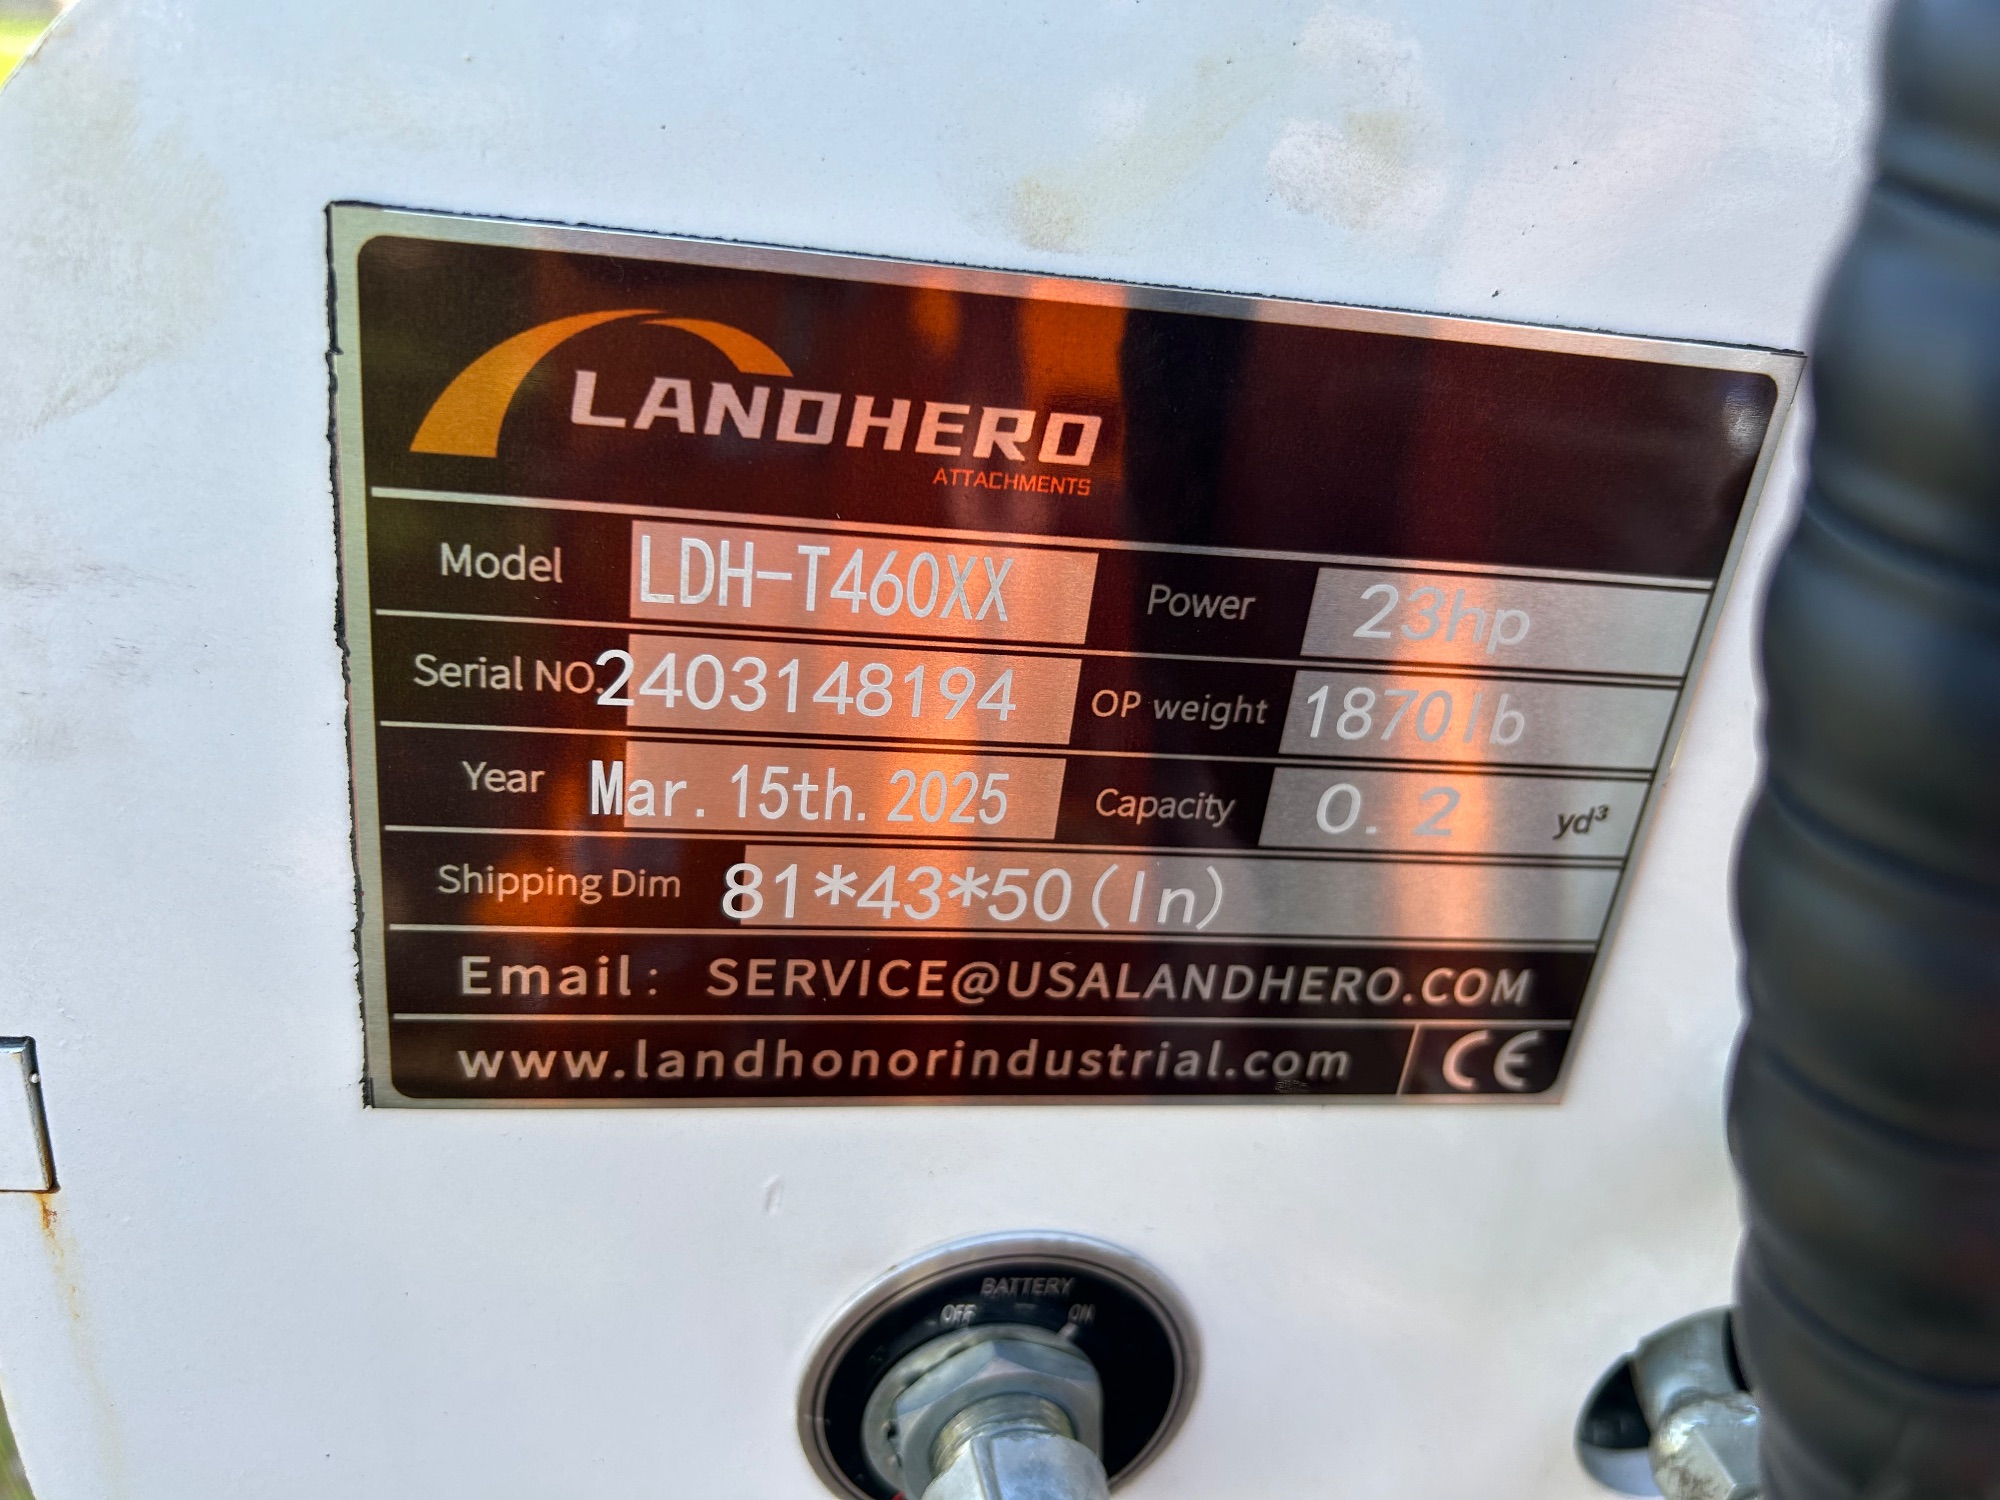 LANDHERO
ATTACHMENTS
Model LDH-T460XX Power 23hp
Serial NO. 2403148194 OP weight 1870lb
Year Mar. 15th. 2025 Capacity 0.2 yd³
Shipping Dim 81*43*50(In)
Email: SERVICE@USALANDHERO.COM
www.landhonorindustrial.com CE
BATTERY
OFF ON